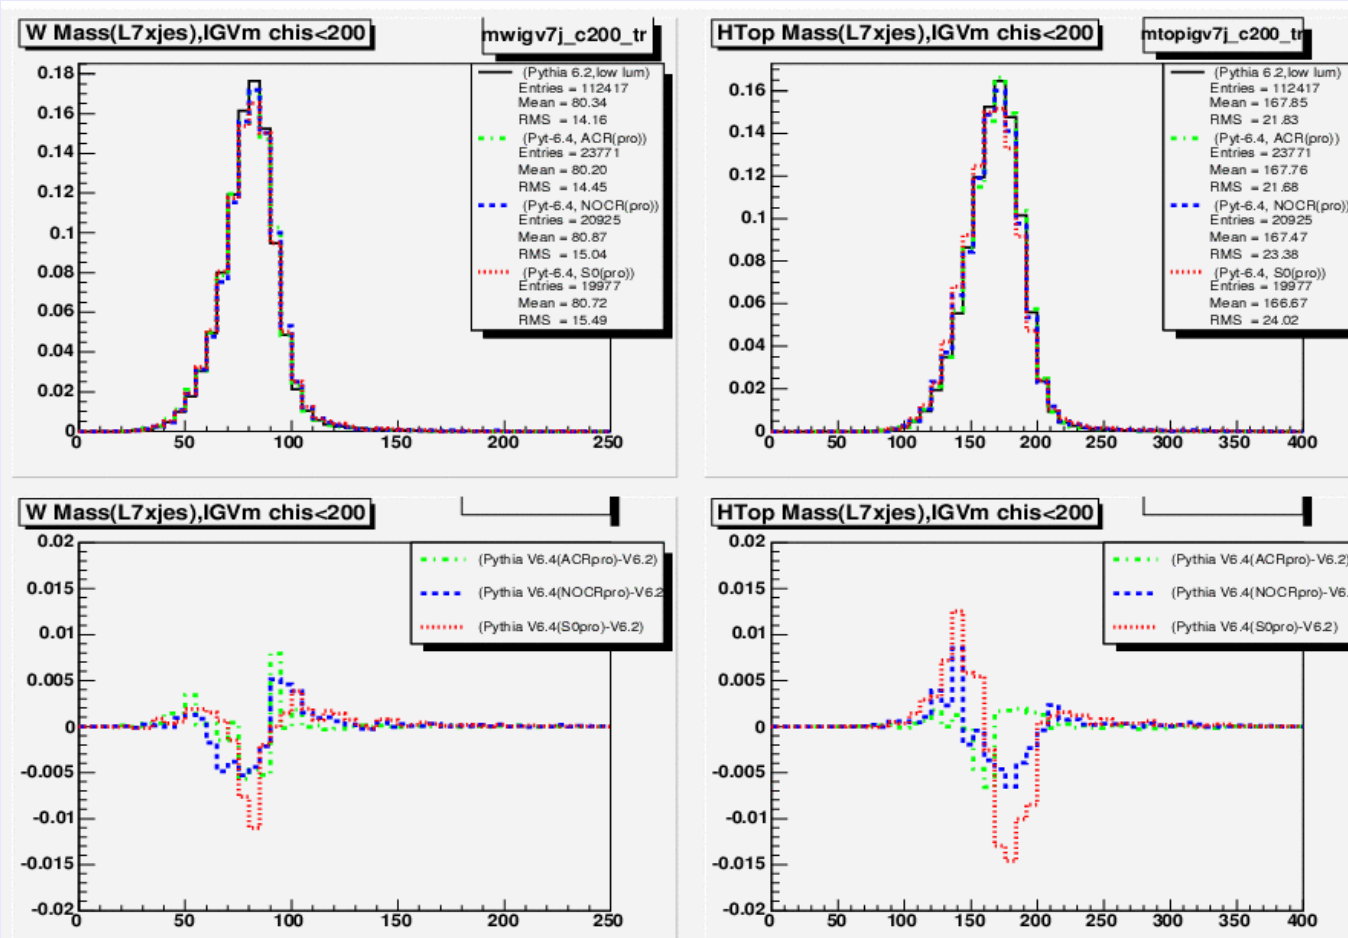 W Mass(L7xjes),IGVm chis<200
mwigv7j_c200_tr
0.18
0.16
0.14
0.12
0.1
0.08
0.06
0.04
0.02
0
0 50 100 150 200 250
(Pythia 6.2,low lum)
Entries = 112417
Mean = 80.34
RMS = 14.16
(Pyt-6.4, ACR(pro))
Entries = 23771
Mean = 80.20
RMS = 14.45
(Pyt-6.4, NOCR(pro))
Entries = 20925
Mean = 80.87
RMS = 15.04
(Pyt-6.4, S0(pro))
Entries = 19977
Mean = 80.72
RMS = 15.49
HTop Mass(L7xjes),IGVm chis<200
mtopigv7j_c200_tr
0.16
0.14
0.12
0.1
0.08
0.06
0.04
0.02
0
0 50 100 150 200 250 300 350 400
(Pythia 6.2,low lum)
Entries = 112417
Mean = 167.85
RMS = 21.83
(Pyt-6.4, ACR(pro))
Entries = 23771
Mean = 167.76
RMS = 21.68
(Pyt-6.4, NOCR(pro))
Entries = 20925
Mean = 167.47
RMS = 23.38
(Pyt-6.4, S0(pro))
Entries = 19977
Mean = 166.67
RMS = 24.02
W Mass(L7xjes),IGVm chis<200
0.02
0.015
0.01
0.005
0
-0.005
-0.01
-0.015
-0.02
0 50 100 150 200 250
(Pythia V6.4(ACRpro)-V6.2)
(Pythia V6.4(NOCRpro)-V6.2
(Pythia V6.4(S0pro)-V6.2)
HTop Mass(L7xjes),IGVm chis<200
0.02
0.015
0.01
0.005
0
-0.005
-0.01
-0.015
-0.02
0 50 100 150 200 250 300 350 400
(Pythia V6.4(ACRpro)-V6.2)
(Pythia V6.4(NOCRpro)-V6.
(Pythia V6.4(S0pro)-V6.2)